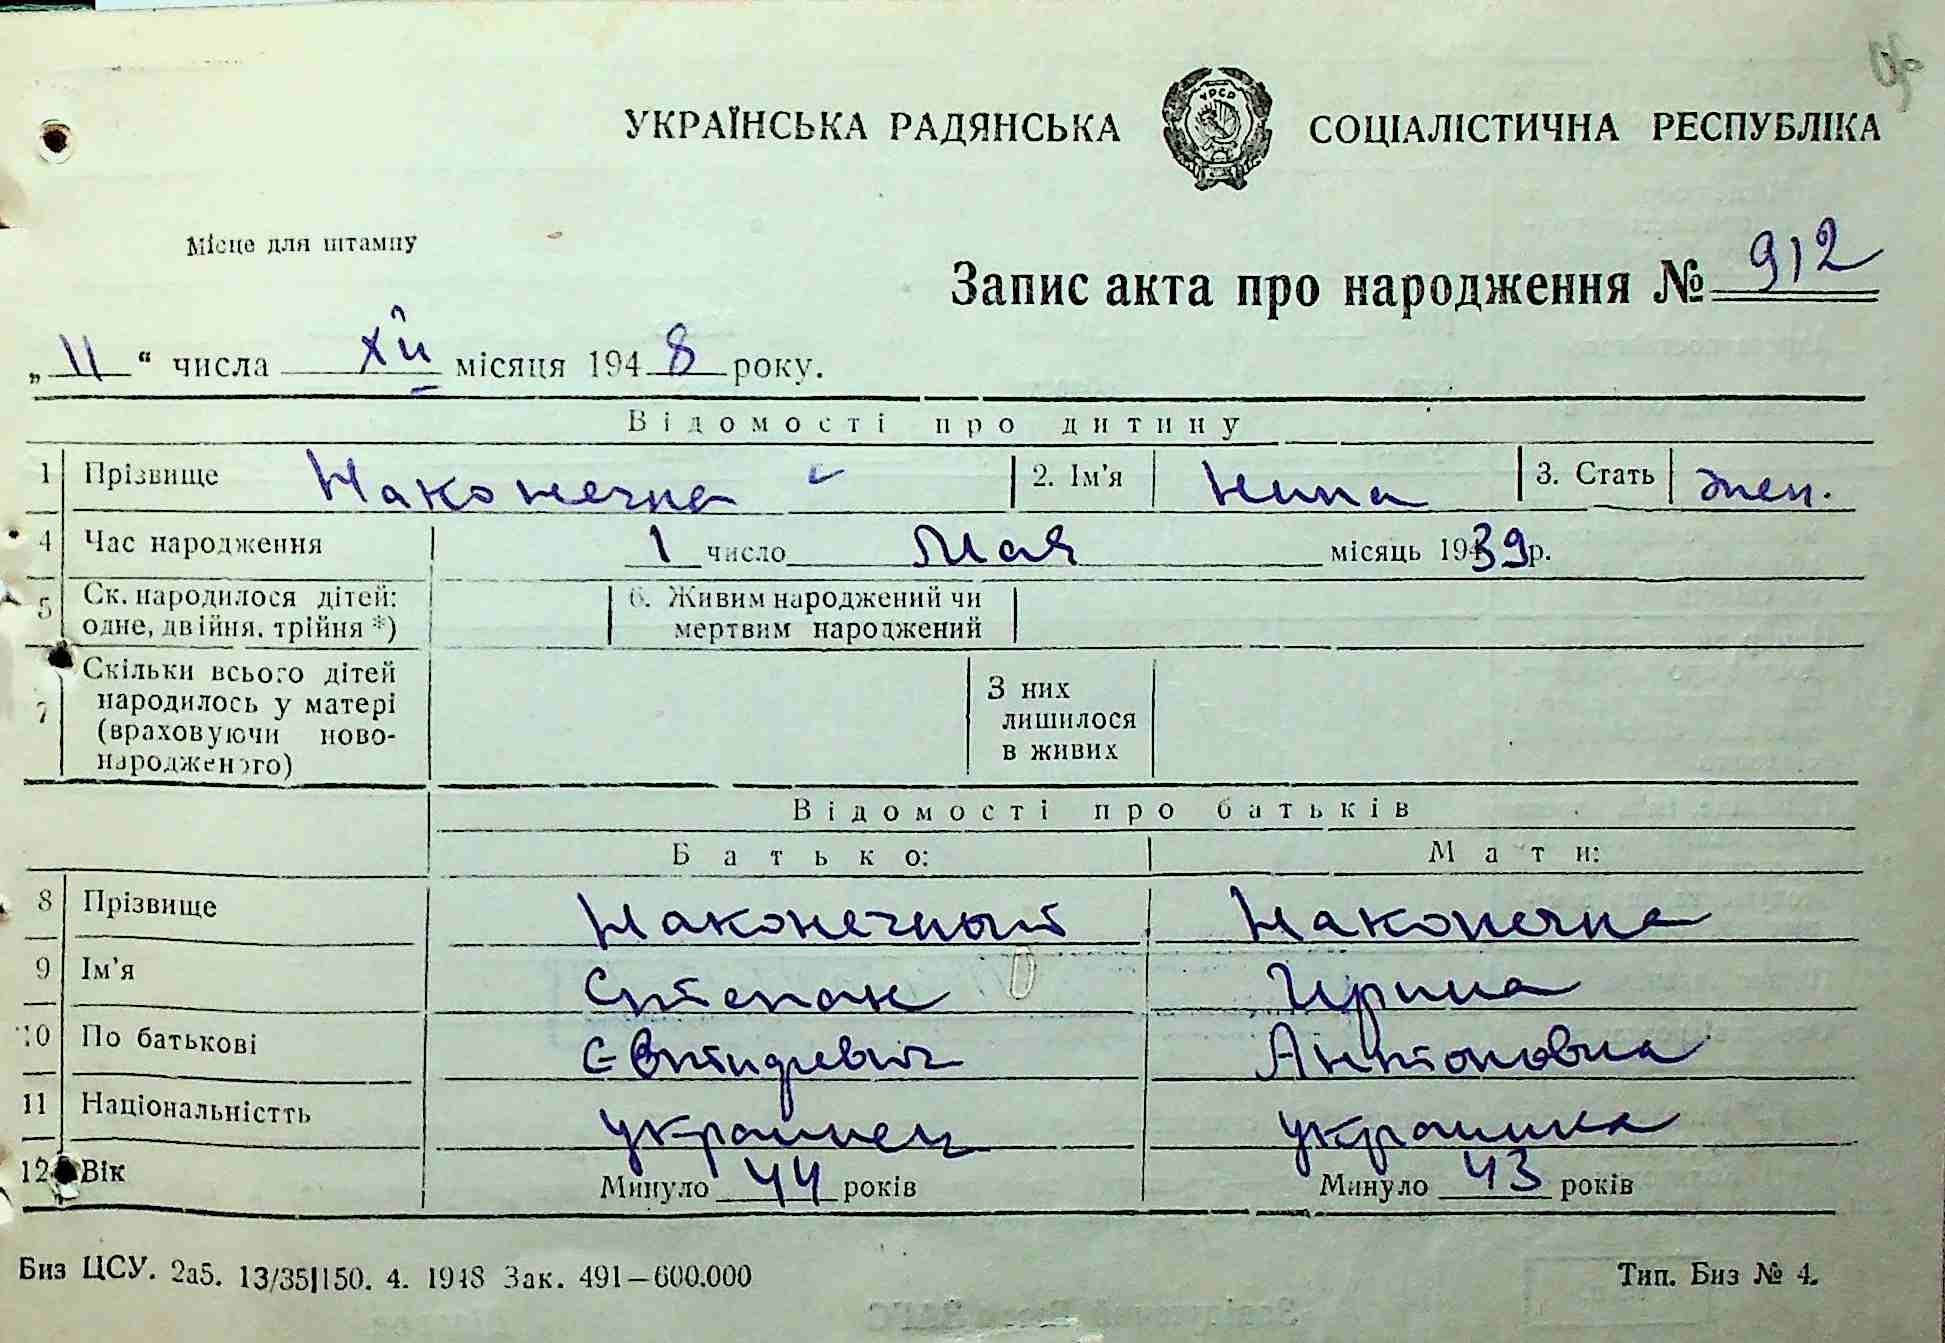 УКРАЇНСЬКА РАДЯНСЬКА СОЦІАЛІСТИЧНА РЕСПУБЛІКА
УРСР
Місце для штампу
Запис акта про народження № 912
„11“ числа XII місяця 1948 року.
Відомості про дитину
1 Прізвище Наконечна 2. Ім'я Нина 3. Стать жен.
4 Час народження 1 число Мая місяць 1939 р.
5 Ск. народилося дітей: одне, двійня, трійня *) 6. Живим народжений чи мертвим народжений
7 Скільки всього дітей народилось у матері (враховуючи ново-народженого) З них лишилося в живих
Відомості про батьків
Батько: Мати:
8 Прізвище Наконечный Наконечна
9 Ім'я Степан Ирина
10 По батькові Антоновна
11 Національністть украинец украинка
12 Вік Минуло 44 років Минуло 43 років
Биз ЦСУ. 2а5. 13/35|150. 4. 1948 Зак. 491—600.000 Тип. Биз № 4.